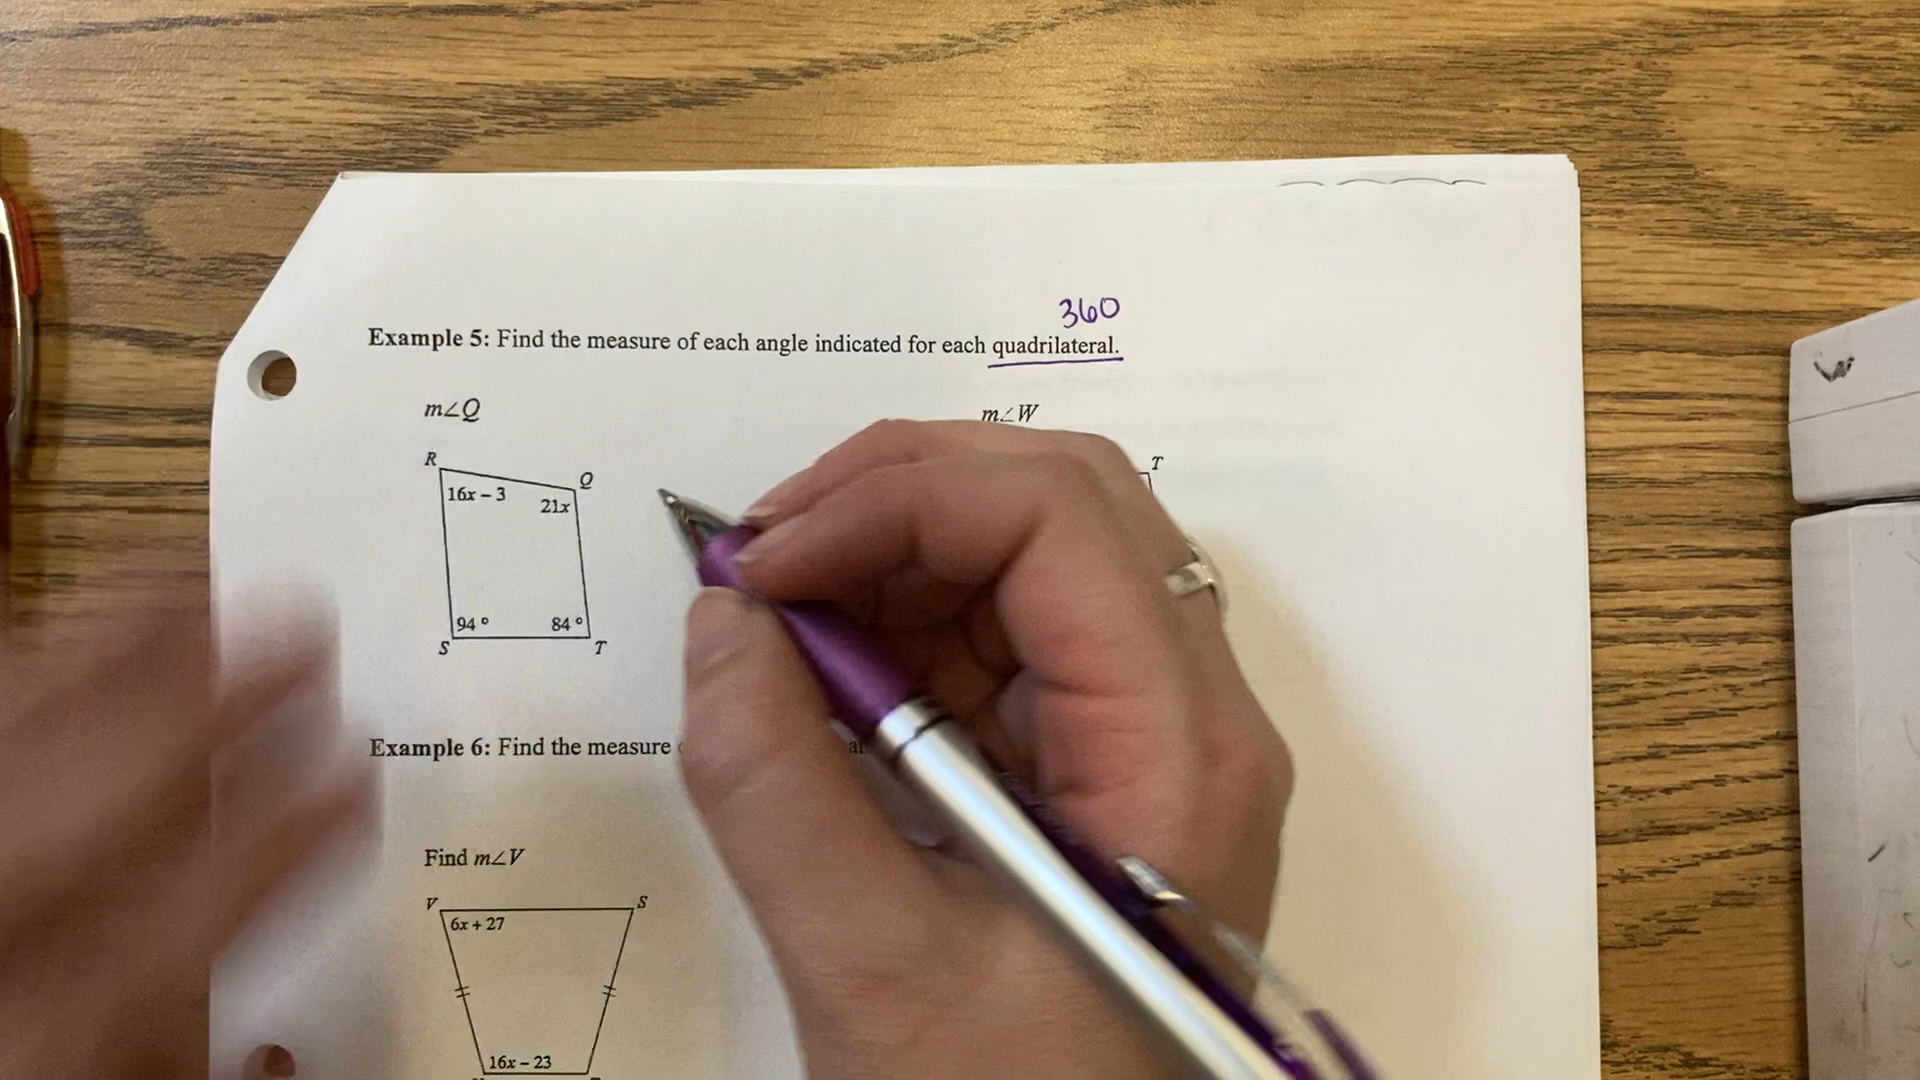 360
Example 5: Find the measure of each angle indicated for each quadrilateral.
m∠Q
m∠W
R
Q
16x – 3
21x
T
94°
84°
S
T
Example 6: Find the measure
Find m∠V
V
S
6x + 27
16x – 23